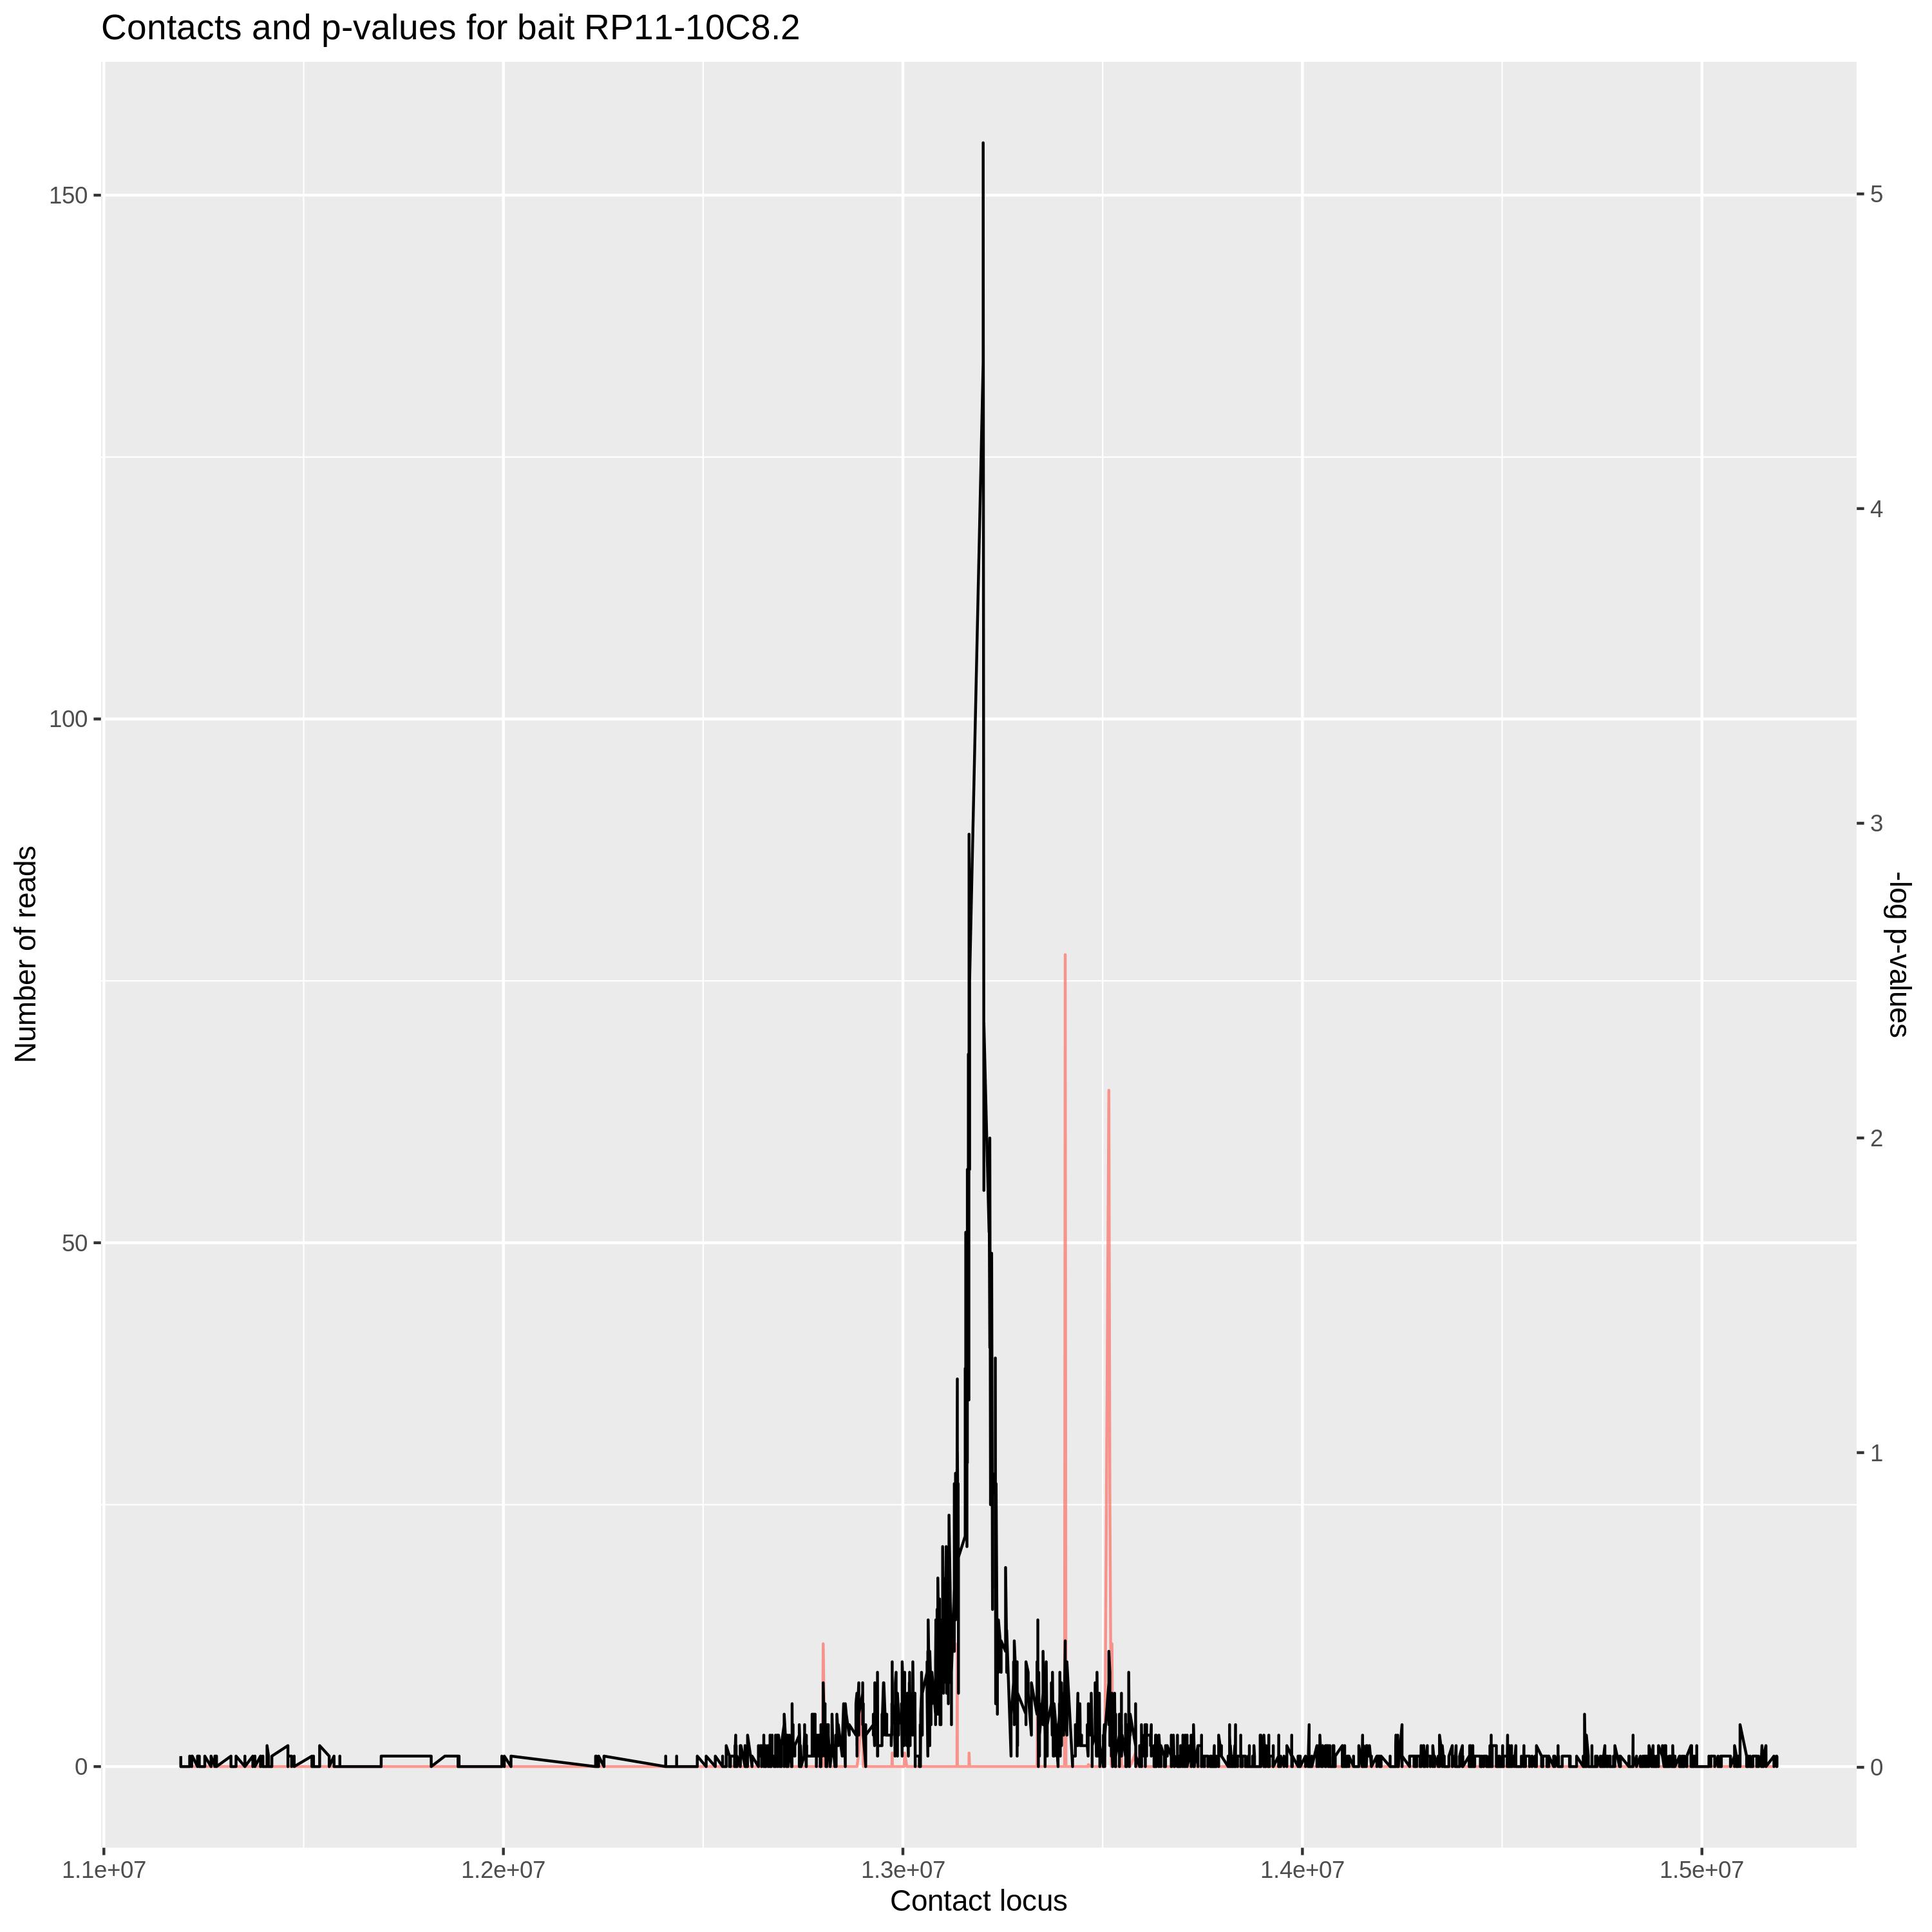 Contacts and p-values for bait RP11-10C8.2
150
100
50
0
Number of reads
5
4
3
2
1
0
-log p-values
1.1e+07
1.2e+07
1.3e+07
1.4e+07
1.5e+07
Contact locus